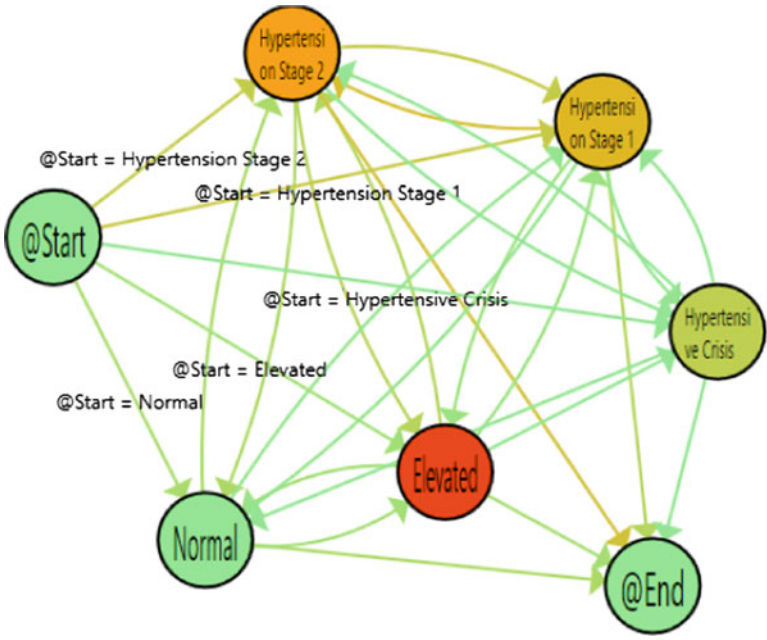 Hypertensi
on Stage 2
Hypertensi
on Stage 1
@Start = Hypertension Stage 2
@Start = Hypertension Stage 1
@Start
@Start = Hypertensive Crisis
Hypertensi
ve Crisis
@Start = Elevated
@Start = Normal
Elevated
Normal
@End